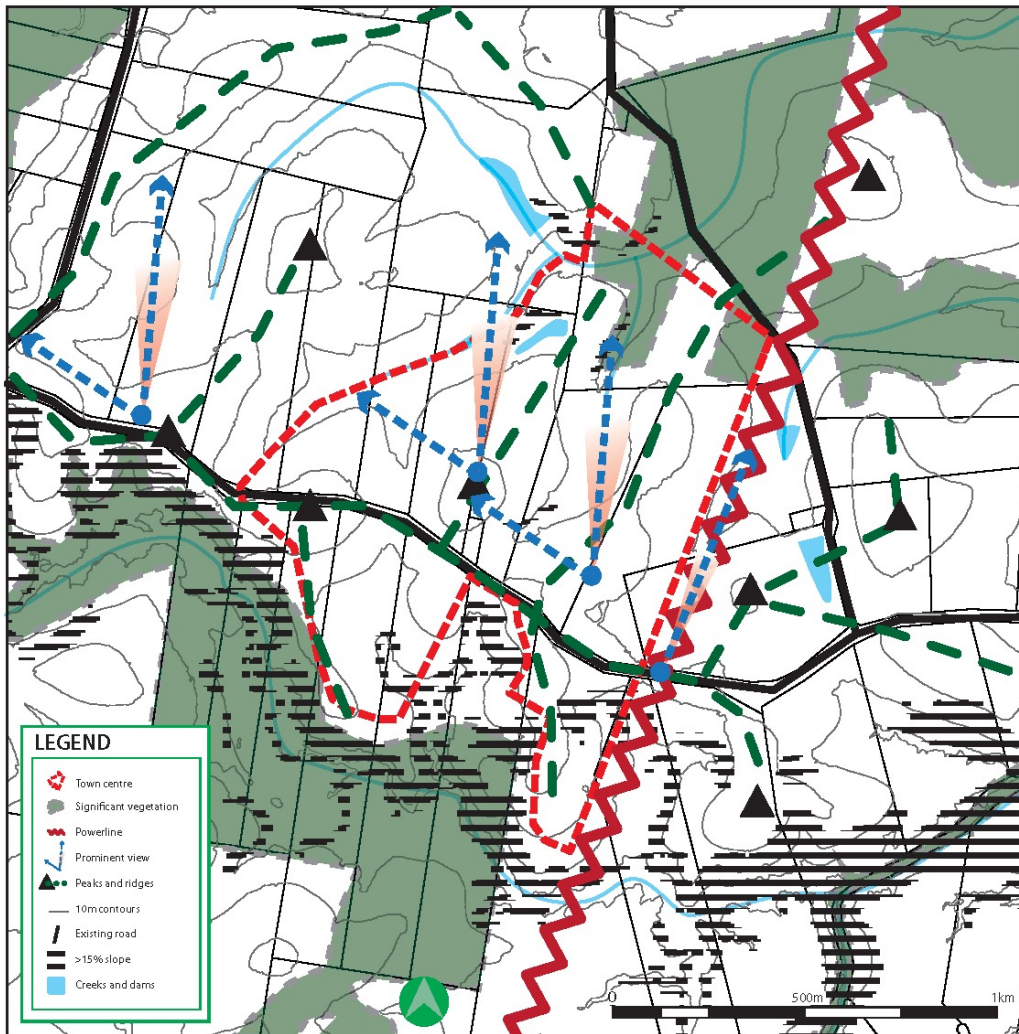 LEGEND
Town centre
Significant vegetation
Powerline
Prominent view
Peaks and ridges
10m contours
Existing road
>15% slope
Creeks and dams
0 500m 1km